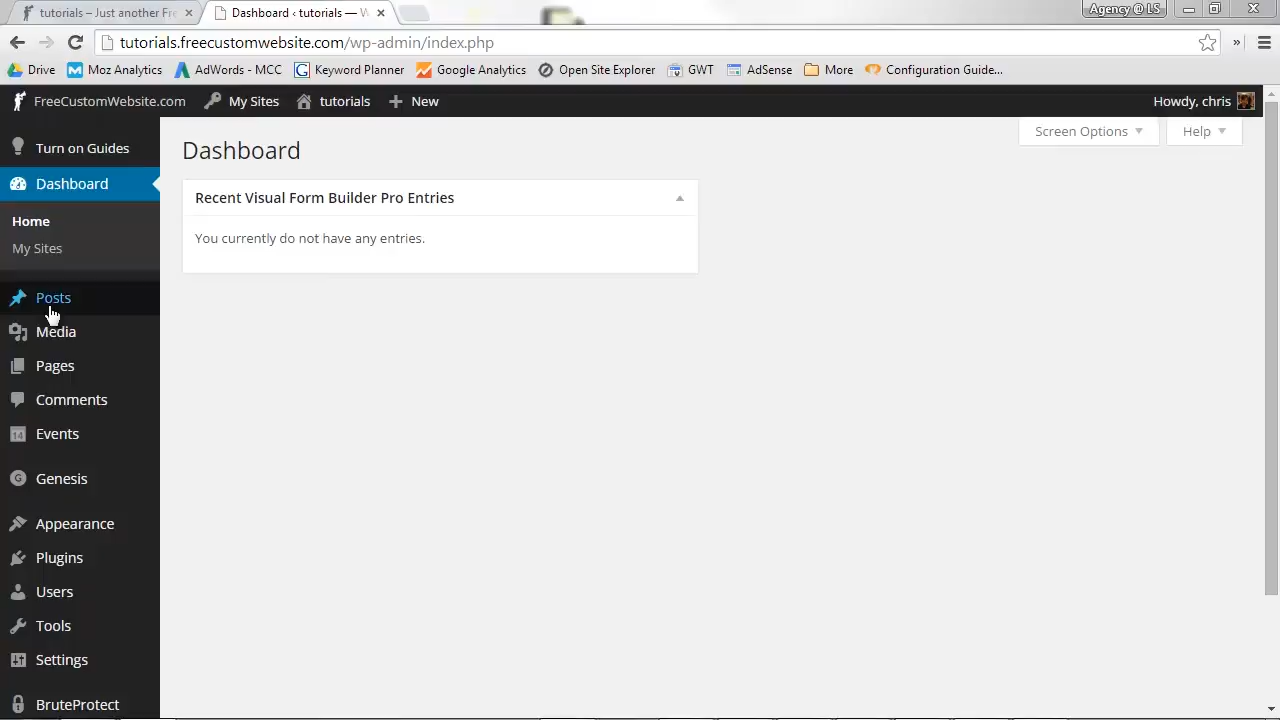 tutorials – Just another Fre
Dashboard ‹ tutorials — W
Agency @ LS
tutorials.freecustomwebsite.com/wp-admin/index.php
Drive
Moz Analytics
AdWords - MCC
Keyword Planner
Google Analytics
Open Site Explorer
GWT
AdSense
More
Configuration Guide...
FreeCustomWebsite.com
My Sites
tutorials
New
Howdy, chris
Screen Options
Help
Turn on Guides
Dashboard
Home
My Sites
Posts
Media
Pages
Comments
14
Events
G
Genesis
Appearance
Plugins
Users
Tools
Settings
BruteProtect
Dashboard
Recent Visual Form Builder Pro Entries
You currently do not have any entries.